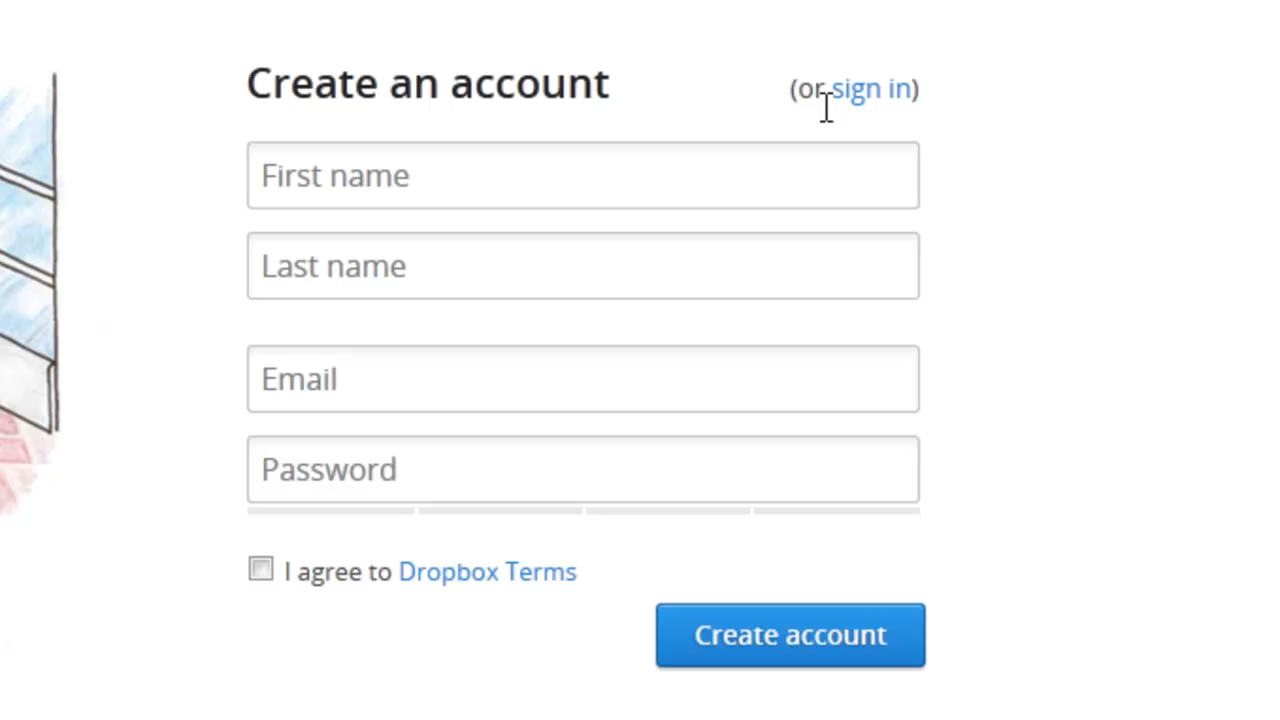 Create an account
(or sign in)
First name
Last name
Email
Password
I agree to Dropbox Terms
Create account